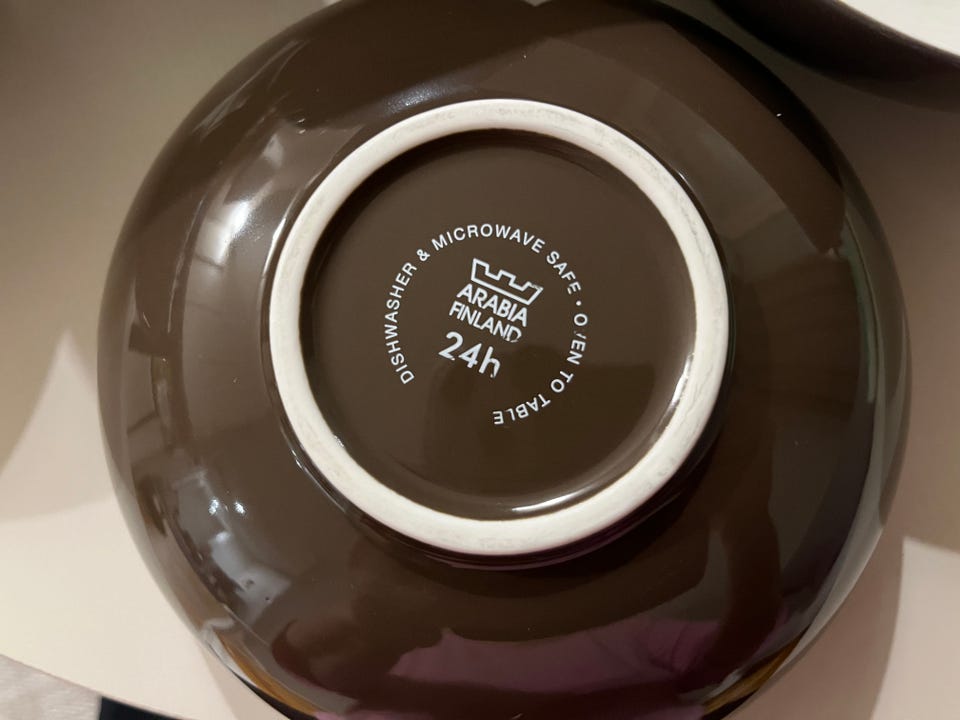 DISHWASHER & MICROWAVE SAFE • OVEN TO TABLE
ARABIA
FINLAND
24h